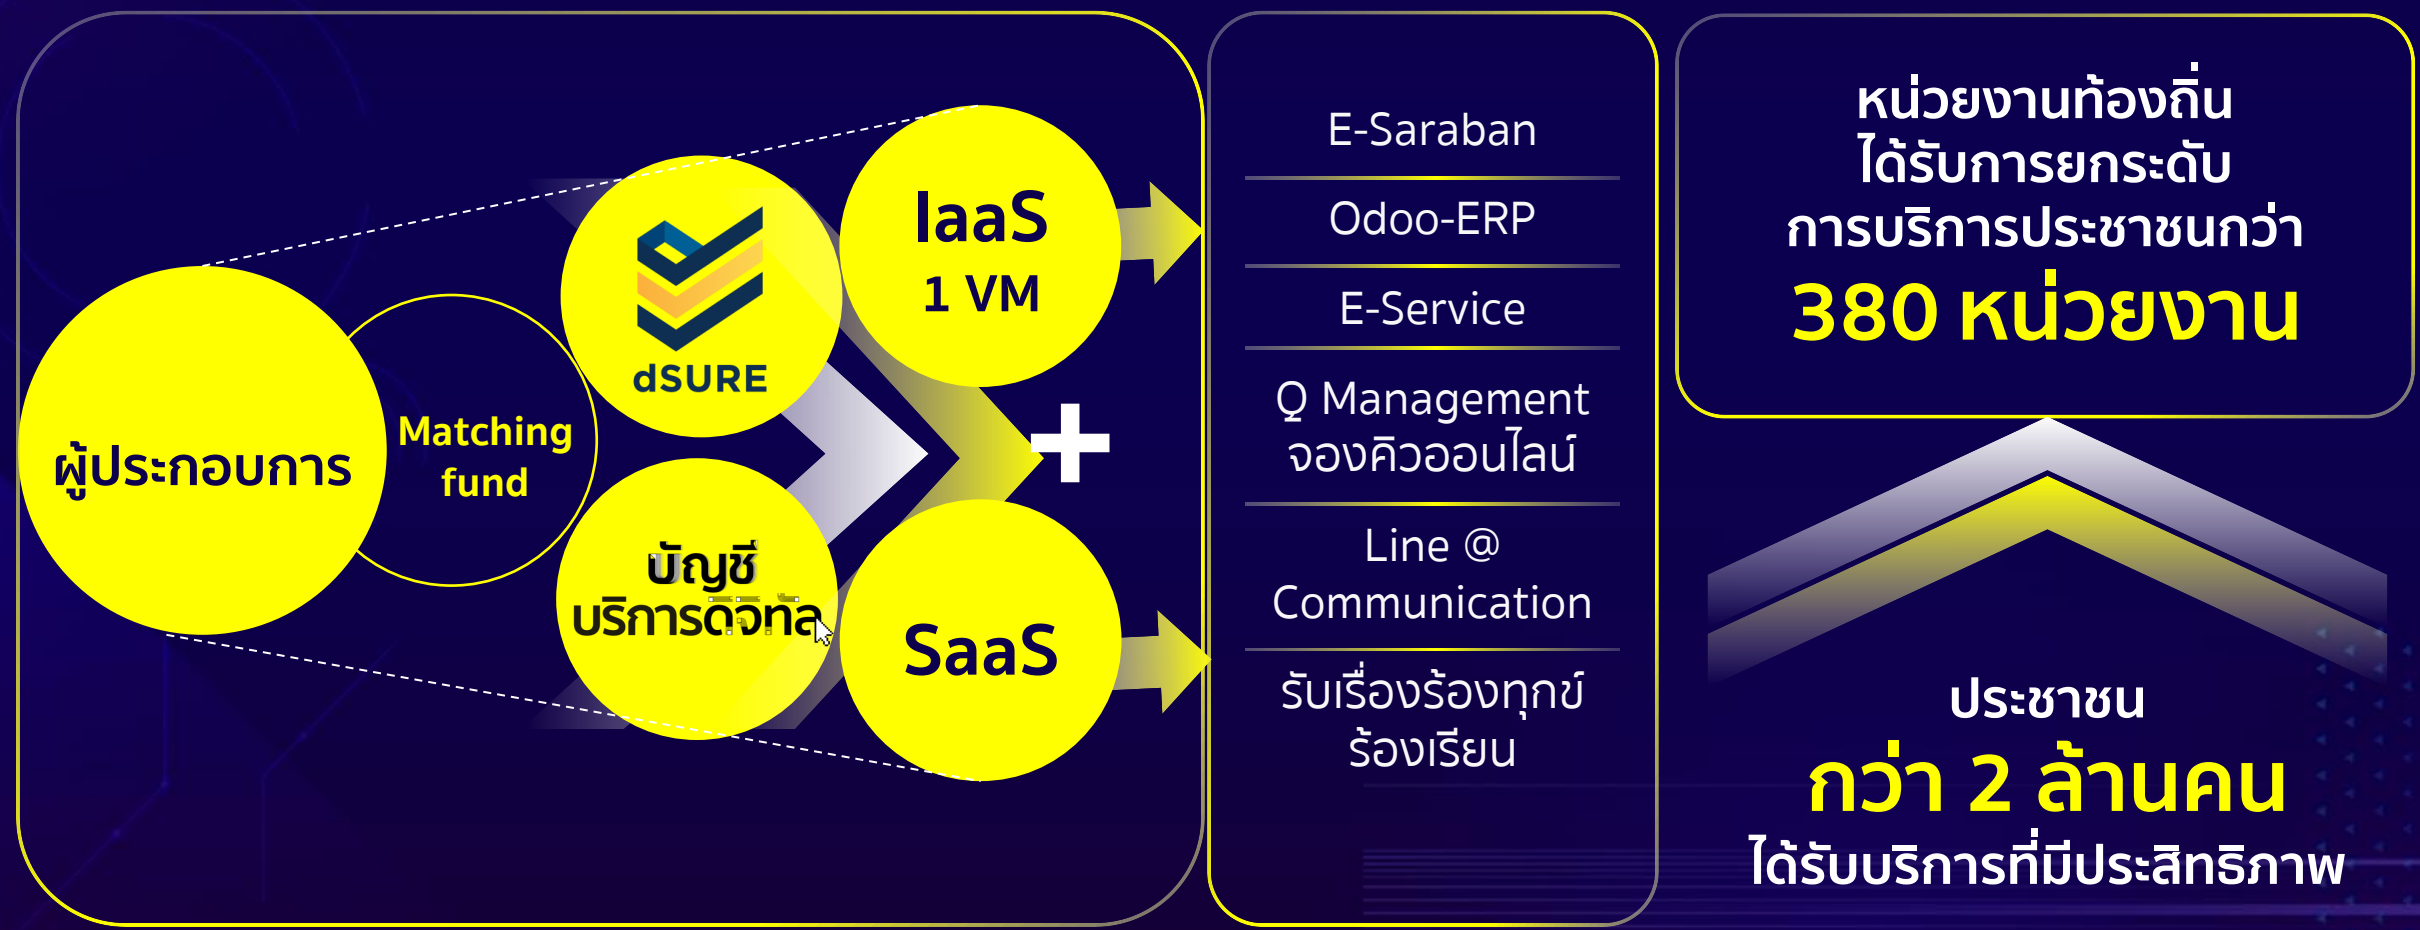 ผู้ประกอบการ
Matching
fund
dSURE
บัญชี
บริการดิจิทัล
IaaS
1 VM
+
SaaS
E-Saraban
Odoo-ERP
E-Service
Q Management
จองคิวออนไลน์
Line @
Communication
รับเรื่องร้องทุกข์
ร้องเรียน
หน่วยงานท้องถิ่น
ได้รับการยกระดับ
การบริการประชาชนกว่า
380 หน่วยงาน
ประชาชน
กว่า 2 ล้านคน
ได้รับบริการที่มีประสิทธิภาพ